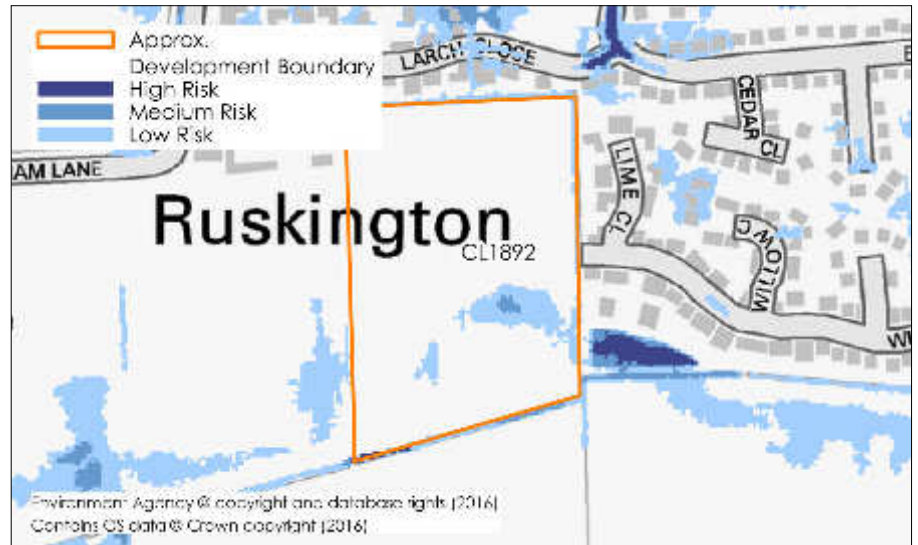 Approx.
Development Boundary
High Risk
Medium Risk
Low Risk
LARCH CLOSE
E
CEDAR CL
AM LANE
LIME CL
Ruskington
CL1892
WILLOW C
WI
Environment Agency © copyright and database rights (2016)
Contains OS data © Crown copyright (2016)